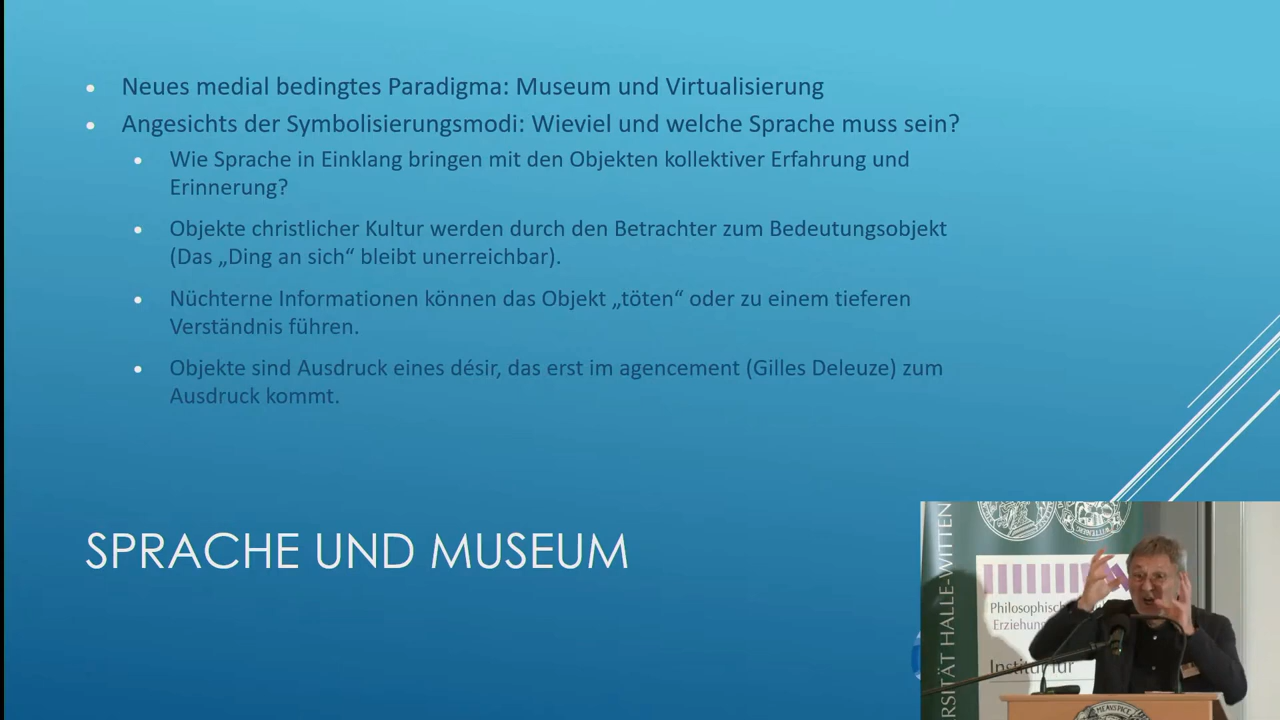 Neues medial bedingtes Paradigma: Museum und Virtualisierung
Angesichts der Symbolisierungsmodi: Wieviel und welche Sprache muss sein?
Wie Sprache in Einklang bringen mit den Objekten kollektiver Erfahrung und
Erinnerung?
Objekte christlicher Kultur werden durch den Betrachter zum Bedeutungsobjekt
(Das „Ding an sich“ bleibt unerreichbar).
Nüchterne Informationen können das Objekt „töten“ oder zu einem tieferen
Verständnis führen.
Objekte sind Ausdruck eines désir, das erst im agencement (Gilles Deleuze) zum
Ausdruck kommt.
SPRACHE UND MUSEUM
RSITÄT HALLE-WITTEN
Philosophisch
Erziehung
Institut für